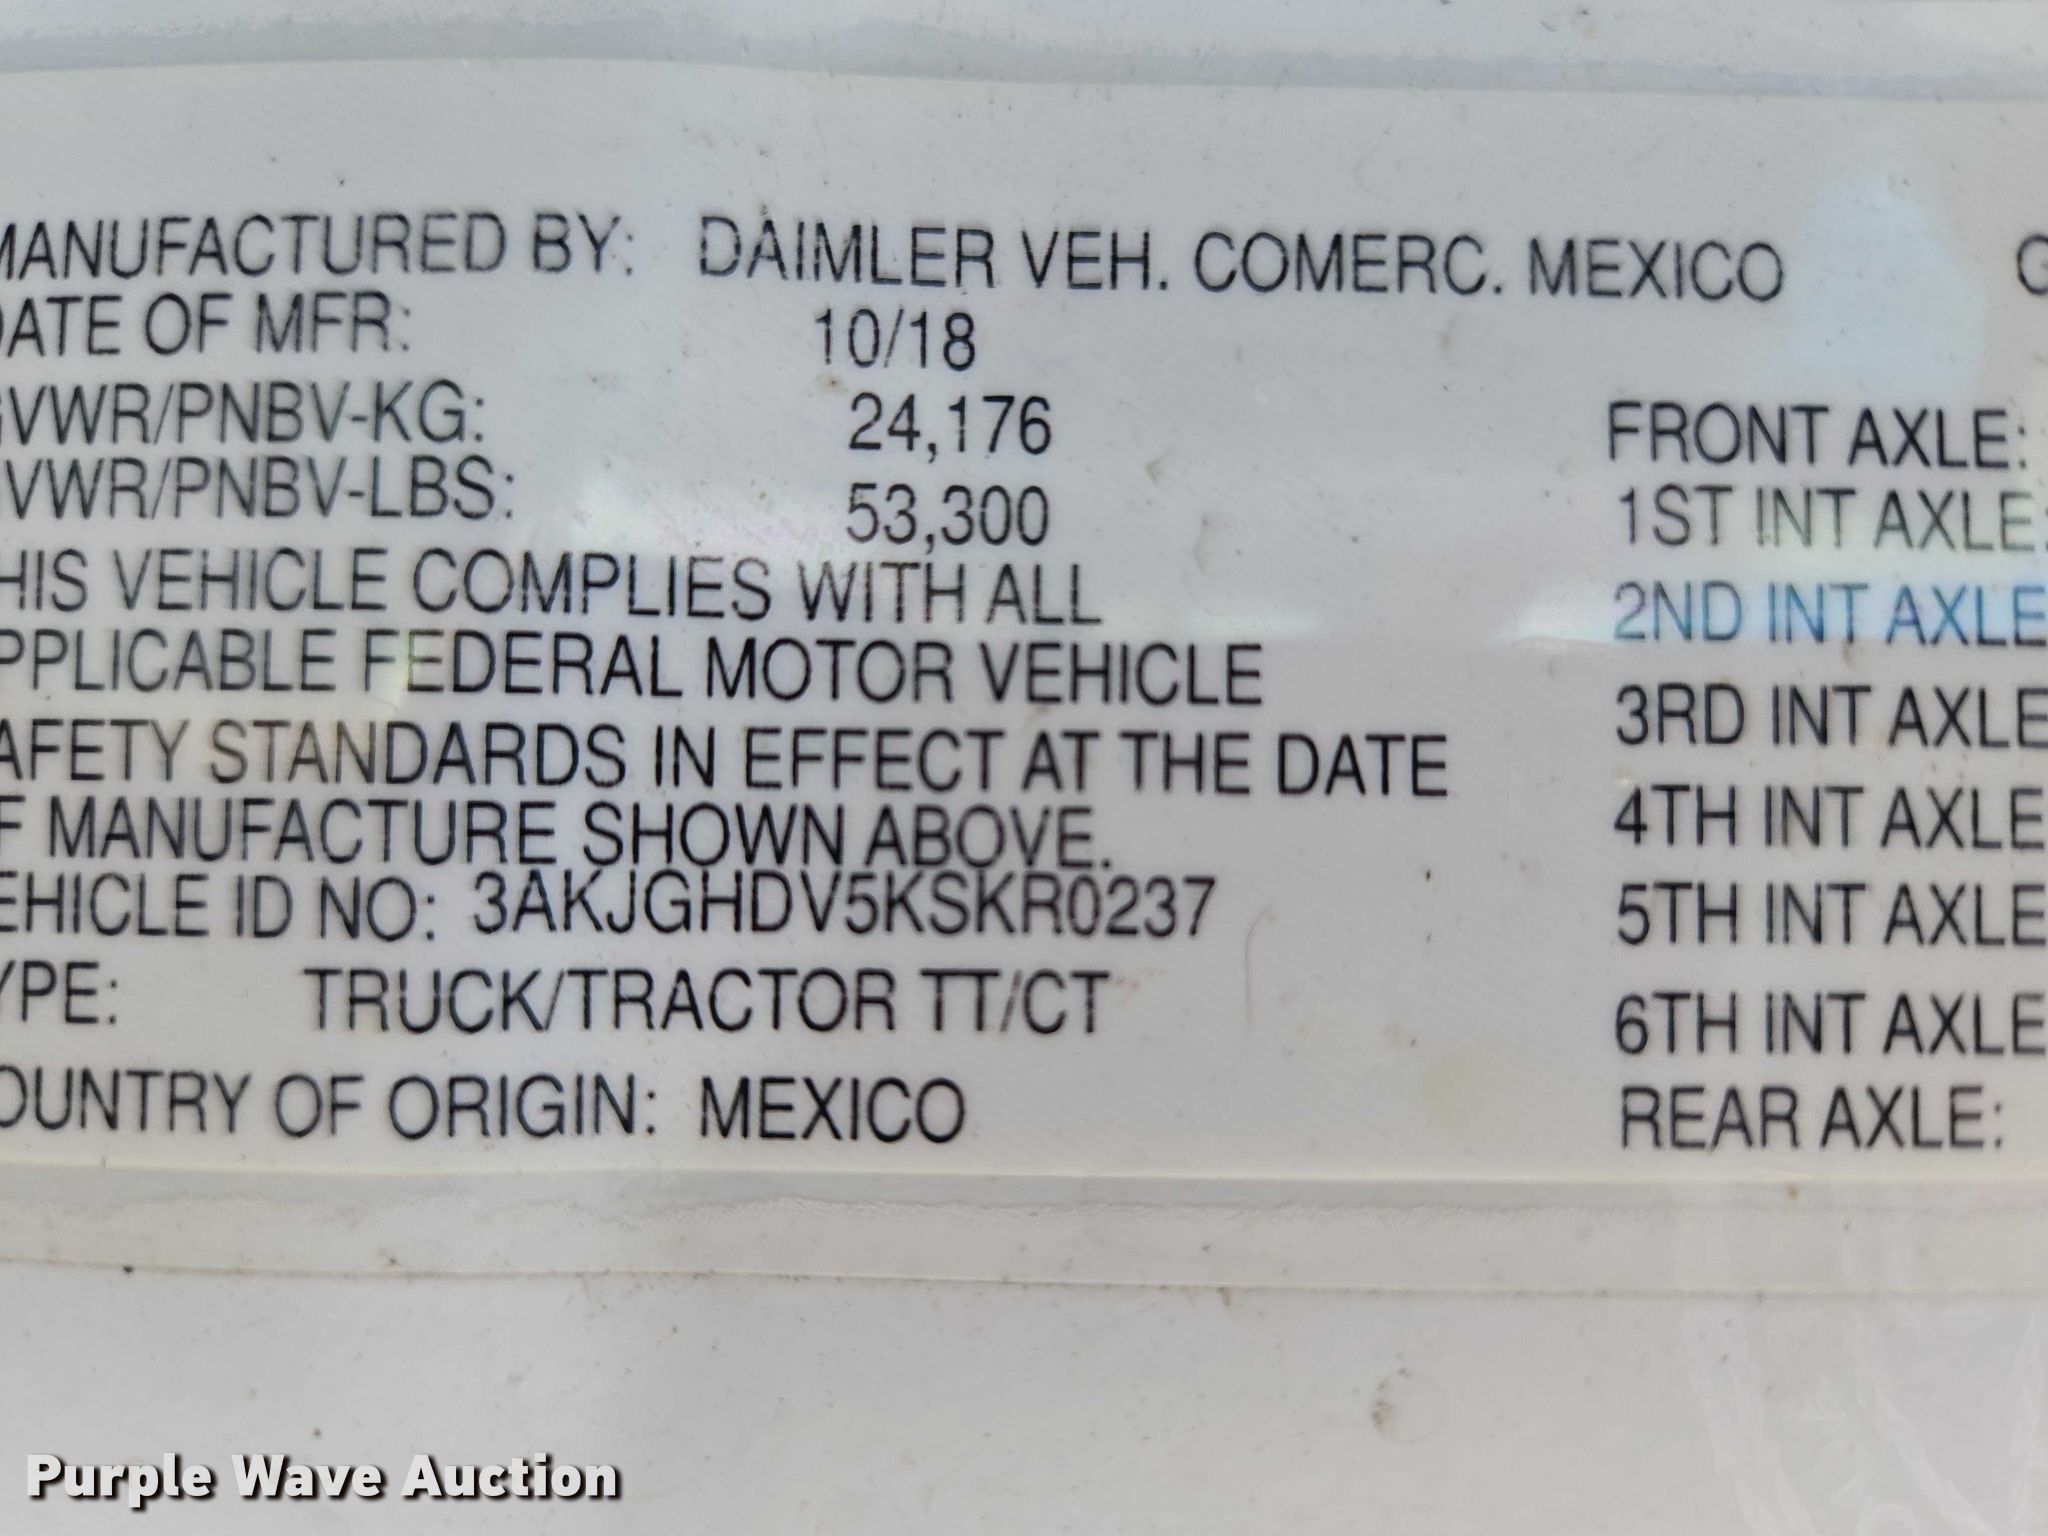 MANUFACTURED BY: DAIMLER VEH. COMERC. MEXICO G
DATE OF MFR: 10/18
GVWR/PNBV-KG: 24,176
GVWR/PNBV-LBS: 53,300
THIS VEHICLE COMPLIES WITH ALL
APPLICABLE FEDERAL MOTOR VEHICLE
SAFETY STANDARDS IN EFFECT AT THE DATE
OF MANUFACTURE SHOWN ABOVE.
VEHICLE ID NO: 3AKJGHDV5KSKR0237
TYPE: TRUCK/TRACTOR TT/CT
COUNTRY OF ORIGIN: MEXICO
FRONT AXLE:
1ST INT AXLE:
2ND INT AXLE
3RD INT AXLE
4TH INT AXLE
5TH INT AXLE
6TH INT AXLE
REAR AXLE:
Purple Wave Auction